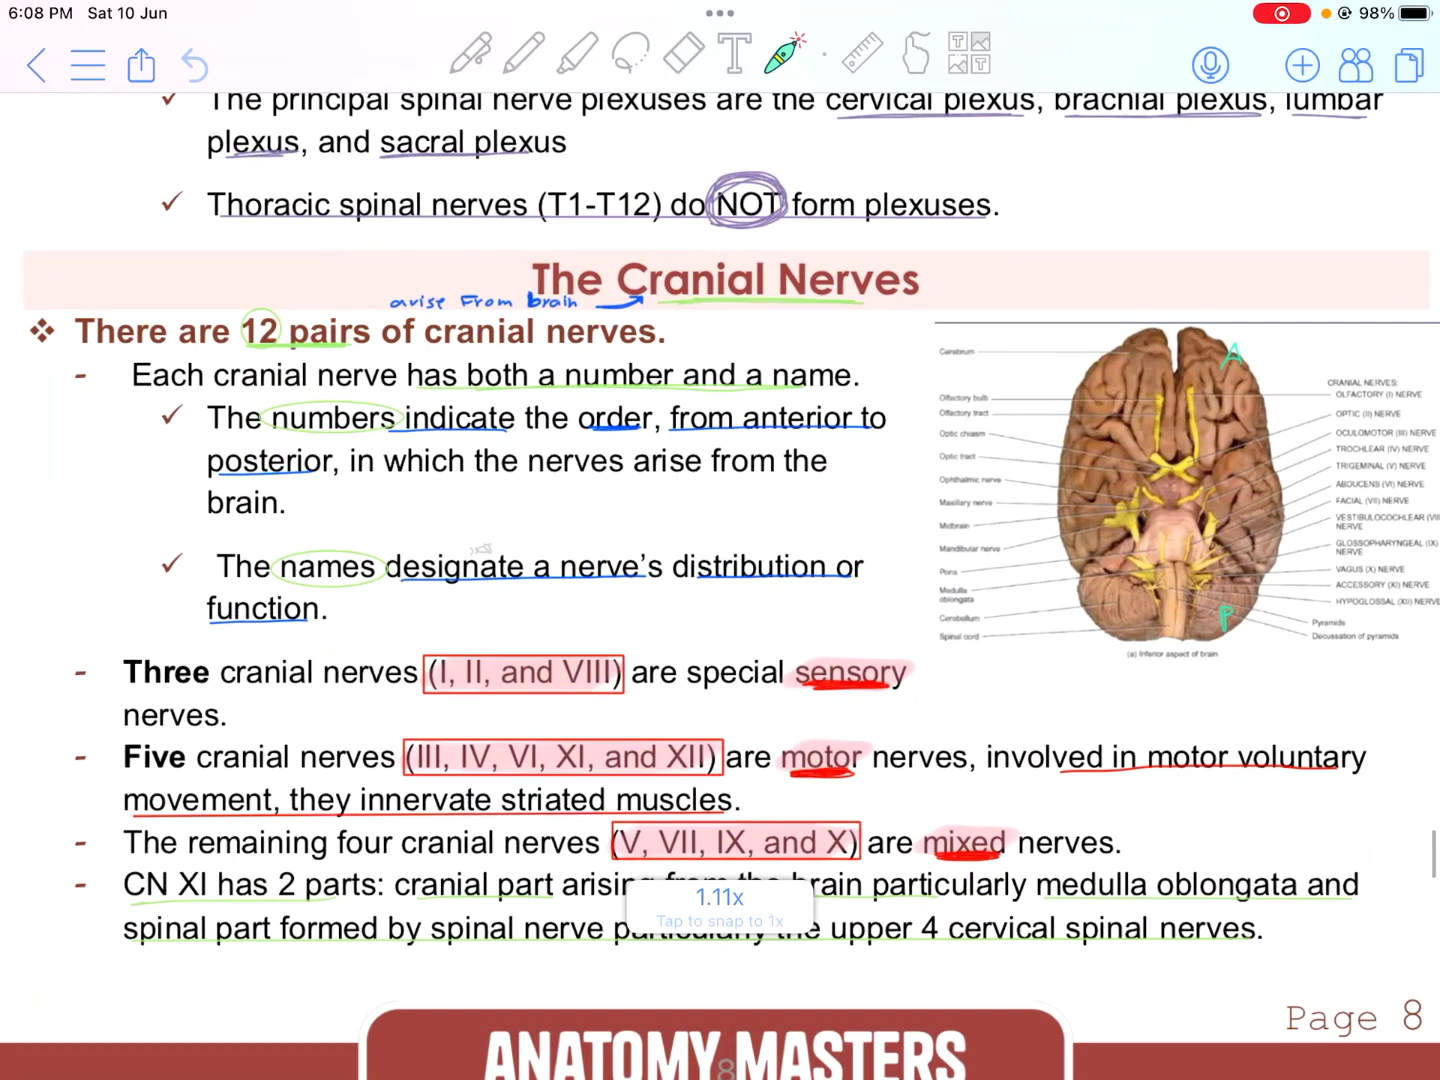 6:08 PM Sat 10 Jun
98%
The principal spinal nerve plexuses are the cervical plexus, brachial plexus, lumbar
plexus, and sacral plexus
Thoracic spinal nerves (T1-T12) do NOT form plexuses.
The Cranial Nerves
arise From brain
There are 12 pairs of cranial nerves.
- Each cranial nerve has both a number and a name.
The numbers indicate the order, from anterior to
posterior, in which the nerves arise from the
brain.
The names designate a nerve's distribution or
function.
A
P
Cerebrum
Olfactory bulb
Olfactory tract
Optic chiasm
Optic tract
Ophthalmic nerve
Maxillary nerve
Midbrain
Mandibular nerve
Pons
Medulla
oblongata
Cerebellum
Spinal cord
CRANIAL NERVES:
OLFACTORY (I) NERVE
OPTIC (II) NERVE
OCULOMOTOR (III) NERVE
TROCHLEAR (IV) NERVE
TRIGEMINAL (V) NERVE
ABDUCENS (VI) NERVE
FACIAL (VII) NERVE
VESTIBULOCOCHLEAR (VII
NERVE
GLOSSOPHARYNGEAL (IX)
NERVE
VAGUS (X) NERVE
ACCESSORY (XI) NERVE
HYPOGLOSSAL (XII) NERVE
Pyramids
Decussation of pyramids
(a) Inferior aspect of brain
- Three cranial nerves (I, II, and VIII) are special sensory
nerves.
- Five cranial nerves (III, IV, VI, XI, and XII) are motor nerves, involved in motor voluntary
movement, they innervate striated muscles.
- The remaining four cranial nerves (V, VII, IX, and X) are mixed nerves.
- CN XI has 2 parts: cranial part arising from the brain particularly medulla oblongata and
spinal part formed by spinal nerve particularly the upper 4 cervical spinal nerves.
1.11x
Tap to snap to 1x
Page 8
ANATOMY MASTERS
8